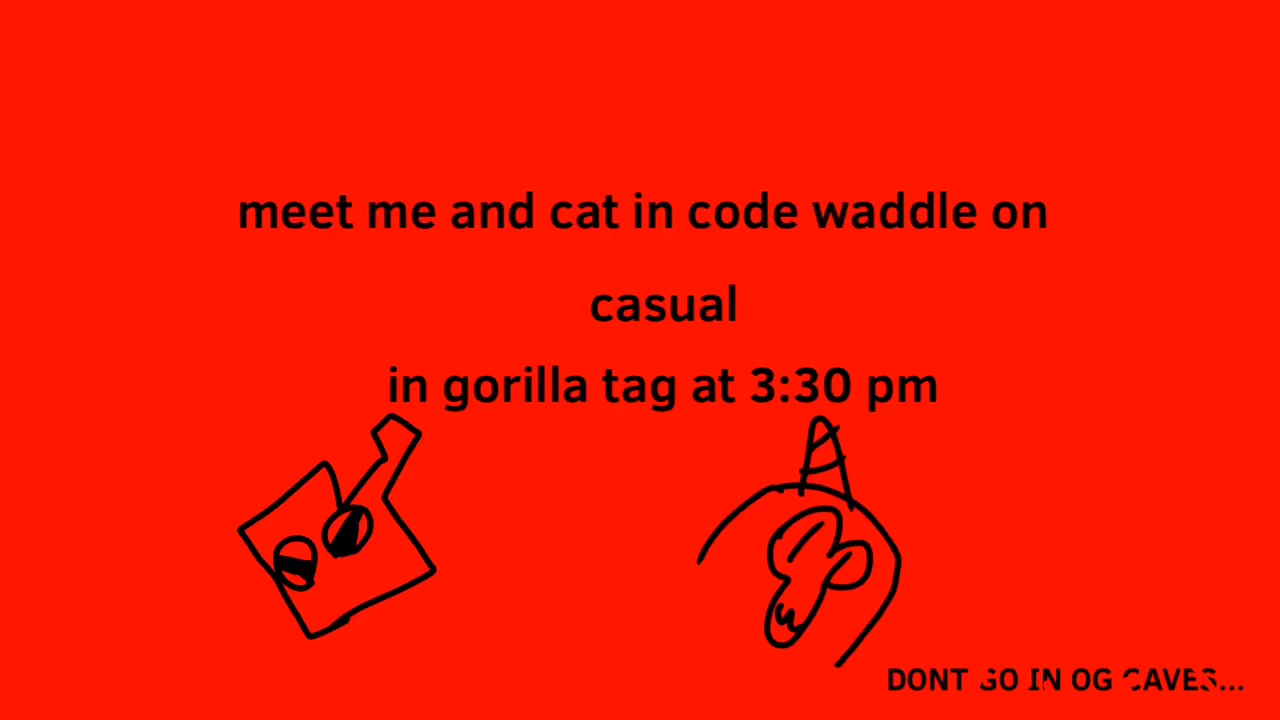 meet me and cat in code waddle on
casual
in gorilla tag at 3:30 pm
DONT GO IN OG CAVES...